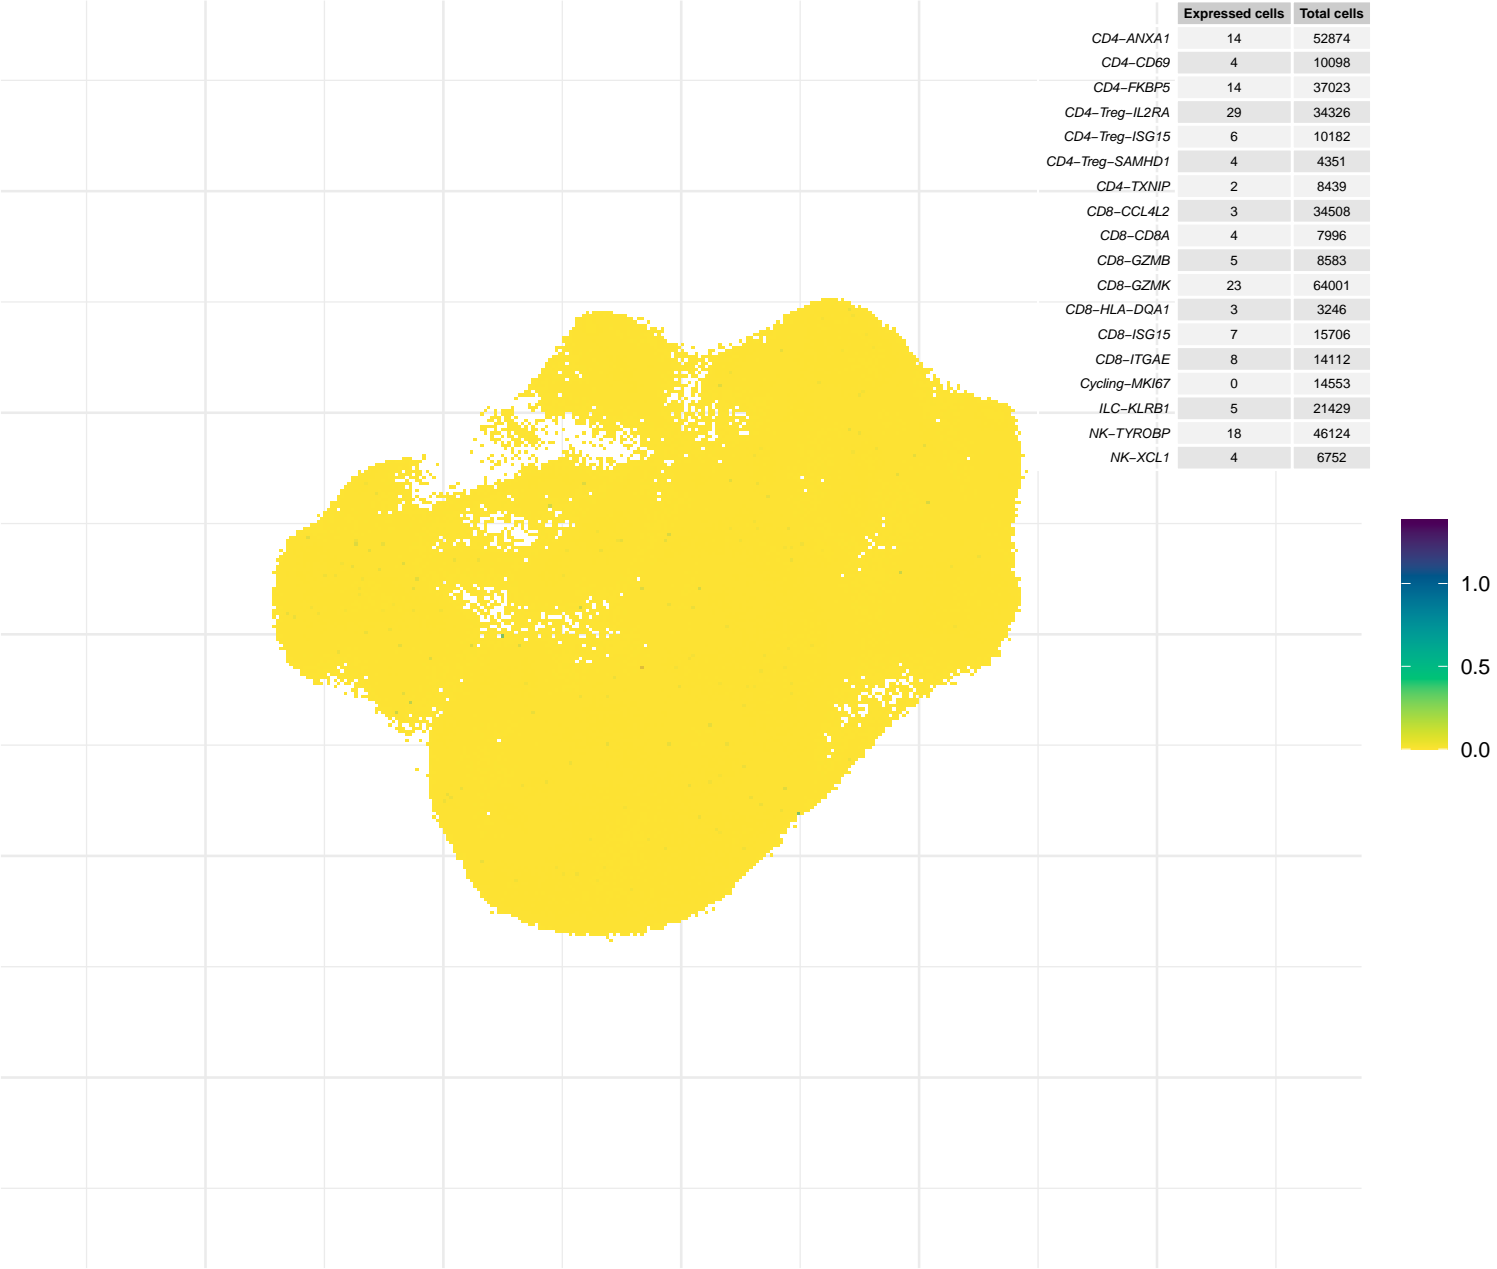 Expressed cells Total cells
CD4−ANXA1 14 52874
CD4−CD69 4 10098
CD4−FKBP5 14 37023
CD4−Treg−IL2RA 29 34326
CD4−Treg−ISG15 6 10182
CD4−Treg−SAMHD1 4 4351
CD4−TXNIP 2 8439
CD8−CCL4L2 3 34508
CD8−CD8A 4 7996
CD8−GZMB 5 8583
CD8−GZMK 23 64001
CD8−HLA−DQA1 3 3246
CD8−ISG15 7 15706
CD8−ITGAE 8 14112
Cycling−MKI67 0 14553
ILC−KLRB1 5 21429
NK−TYROBP 18 46124
NK−XCL1 4 6752
1.0
0.5
0.0